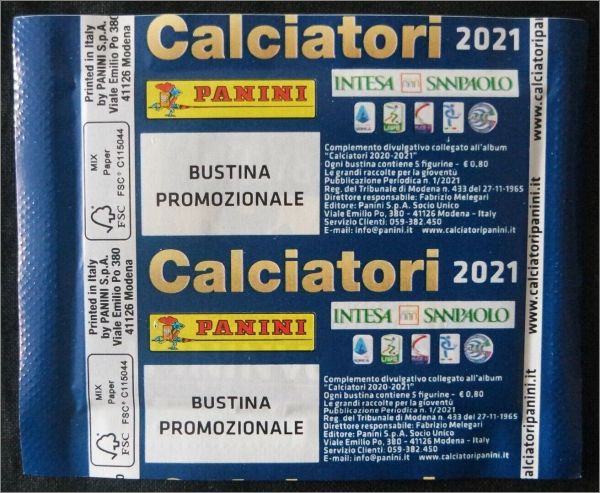 Calciatori 2021
PANINI
INTESA SANPAOLO
BUSTINA
PROMOZIONALE
Complemento divulgativo collegato all'album
"Calciatori 2020-2021"
Ogni bustina contiene 5 figurine - € 0,80
Le grandi raccolte per la gioventù
Pubblicazione Periodica n. 1/2021
Reg. del Tribunale di Modena n. 433 del 27-11-1965
Direttore responsabile: Fabrizio Melegari
Editore: Panini S.p.A. Socio Unico
Viale Emilio Po, 380 - 41126 Modena - Italy
Servizio Clienti: 059-382.450
E-mail: info@panini.it www.calciatoripanini.it
Printed in Italy
by PANINI S.p.A.
Viale Emilio Po 380
41126 Modena
MIX
Paper
FSC® C115044
FSC
www.calciatoripanini.it
Calciatori 2021
PANINI
INTESA SANPAOLO
BUSTINA
PROMOZIONALE
Complemento divulgativo collegato all'album
"Calciatori 2020-2021"
Ogni bustina contiene 5 figurine - € 0,80
Le grandi raccolte per la gioventù
Pubblicazione Periodica n. 1/2021
Reg. del Tribunale di Modena n. 433 del 27-11-1965
Direttore responsabile: Fabrizio Melegari
Editore: Panini S.p.A. Socio Unico
Viale Emilio Po, 380 - 41126 Modena - Italy
Servizio Clienti: 059-382.450
E-mail: info@panini.it www.calciatoripanini.it
Printed in Italy
by PANINI S.p.A.
Viale Emilio Po 380
41126 Modena
MIX
Paper
FSC® C115044
FSC
www.calciatoripanini.it
alciatoripanini.it